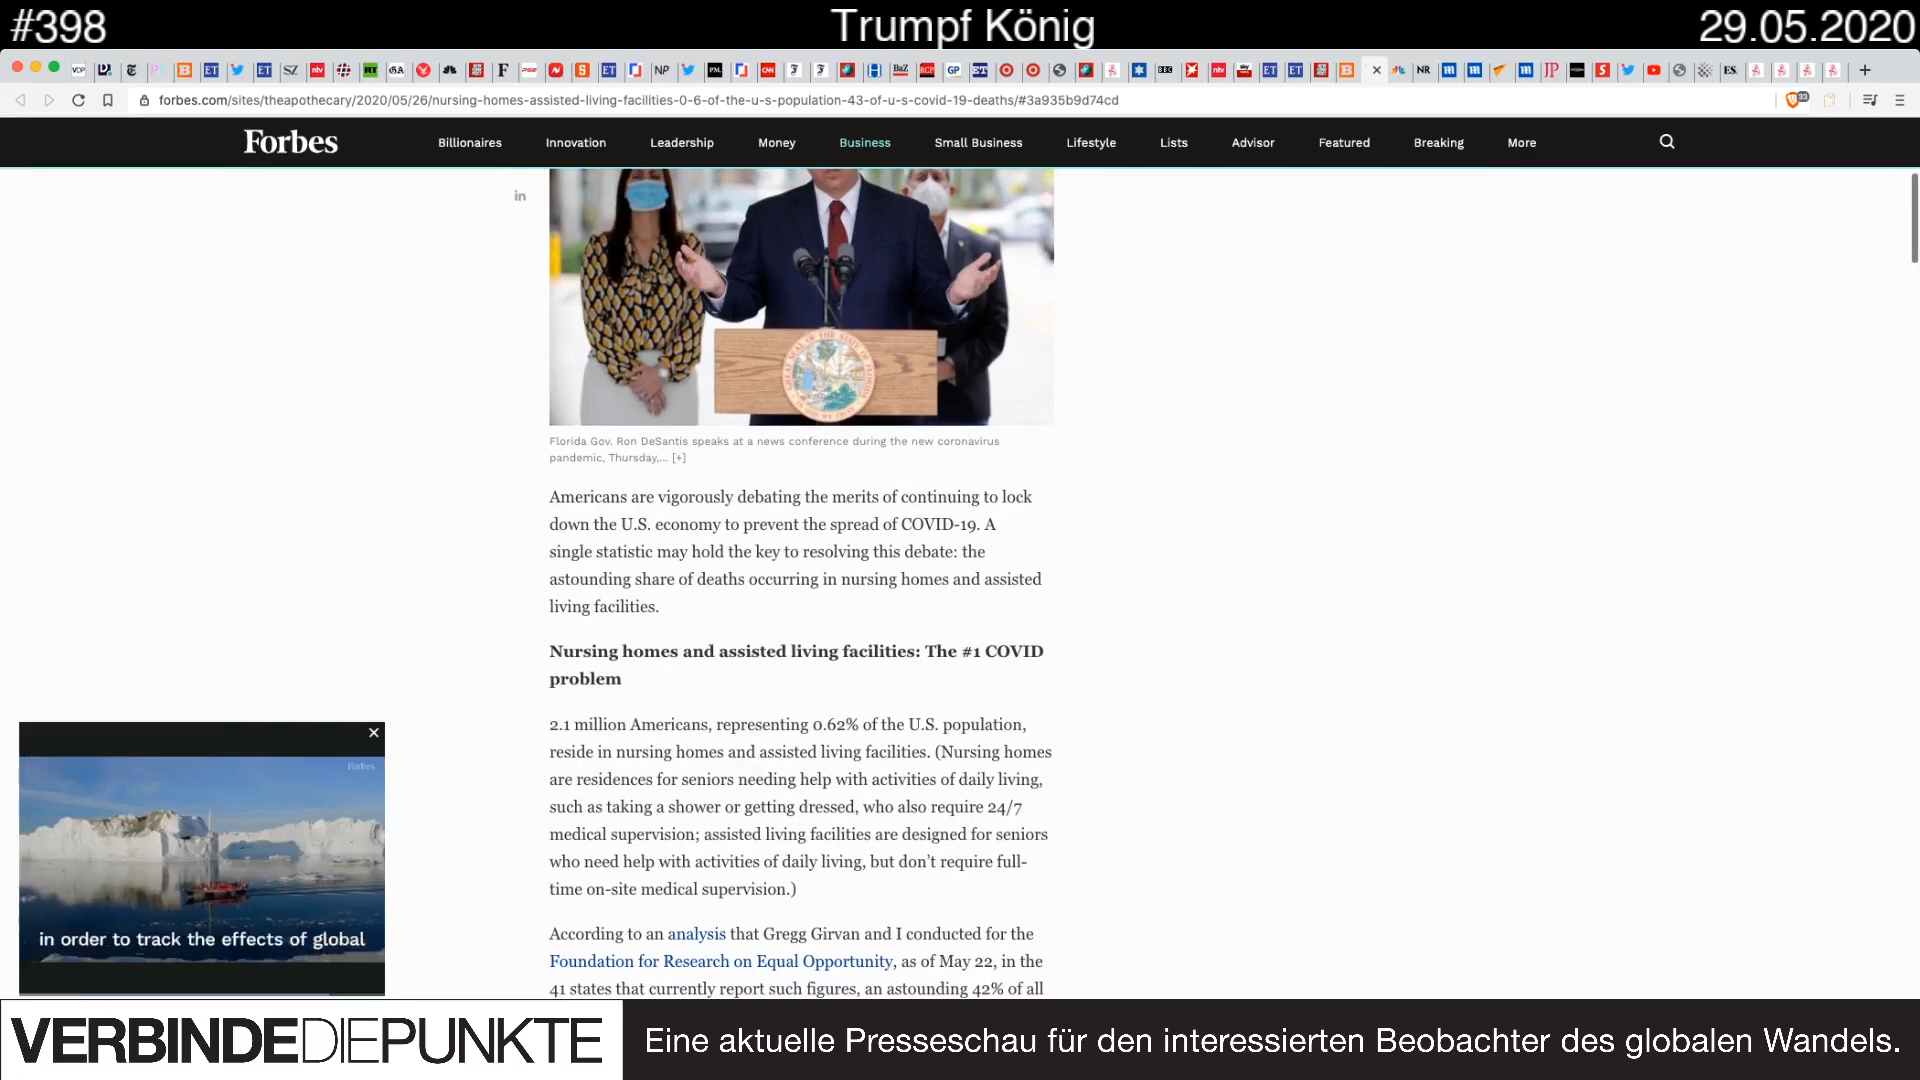 #398
Trumpf König
29.05.2020
forbes.com/sites/theapothecary/2020/05/26/nursing-homes-assisted-living-facilities-0-6-of-the-u-s-population-43-of-u-s-covid-19-deaths/#3a935b9d74cd
Forbes
Billionaires Innovation Leadership Money Business Small Business Lifestyle Lists Advisor Featured Breaking More
in
Florida Gov. Ron DeSantis speaks at a news conference during the new coronavirus
pandemic, Thursday,... [+]
Americans are vigorously debating the merits of continuing to lock
down the U.S. economy to prevent the spread of COVID-19. A
single statistic may hold the key to resolving this debate: the
astounding share of deaths occurring in nursing homes and assisted
living facilities.
Nursing homes and assisted living facilities: The #1 COVID
problem
2.1 million Americans, representing 0.62% of the U.S. population,
reside in nursing homes and assisted living facilities. (Nursing homes
are residences for seniors needing help with activities of daily living,
such as taking a shower or getting dressed, who also require 24/7
medical supervision; assisted living facilities are designed for seniors
who need help with activities of daily living, but don’t require full-
time on-site medical supervision.)
According to an analysis that Gregg Girvan and I conducted for the
Foundation for Research on Equal Opportunity, as of May 22, in the
41 states that currently report such figures, an astounding 42% of all
Forbes
in order to track the effects of global
VERBINDEDIEPUNKTE
Eine aktuelle Presseschau für den interessierten Beobachter des globalen Wandels.